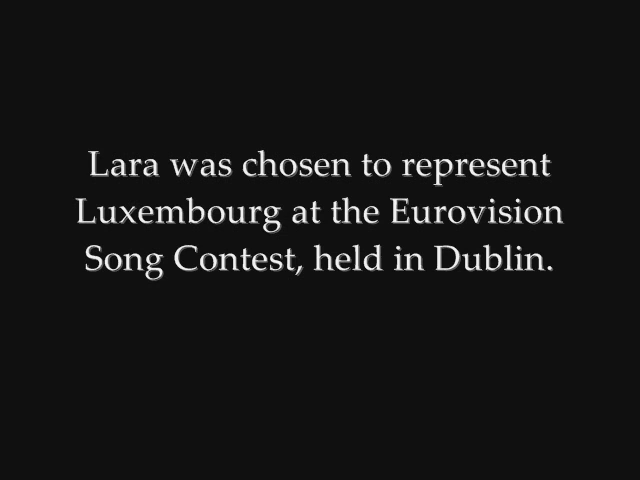 Lara was chosen to represent
Luxembourg at the Eurovision
Song Contest, held in Dublin.